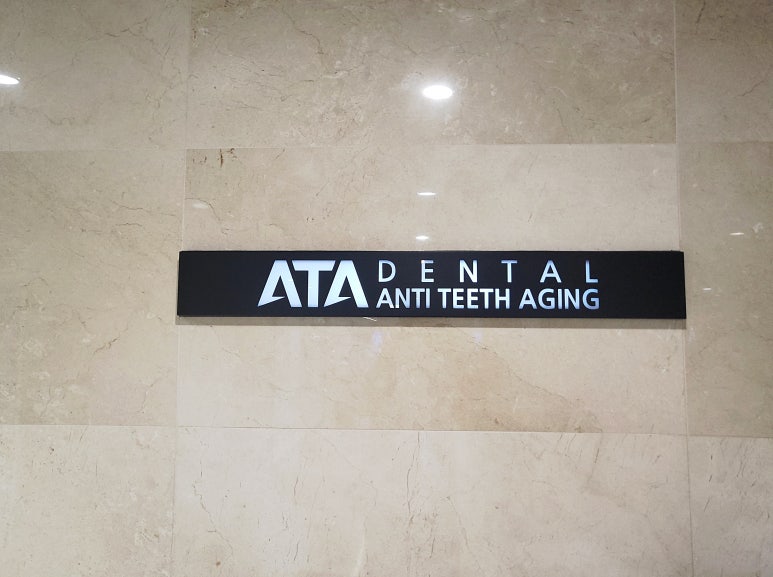 ATA DENTAL
ANTI TEETH AGING